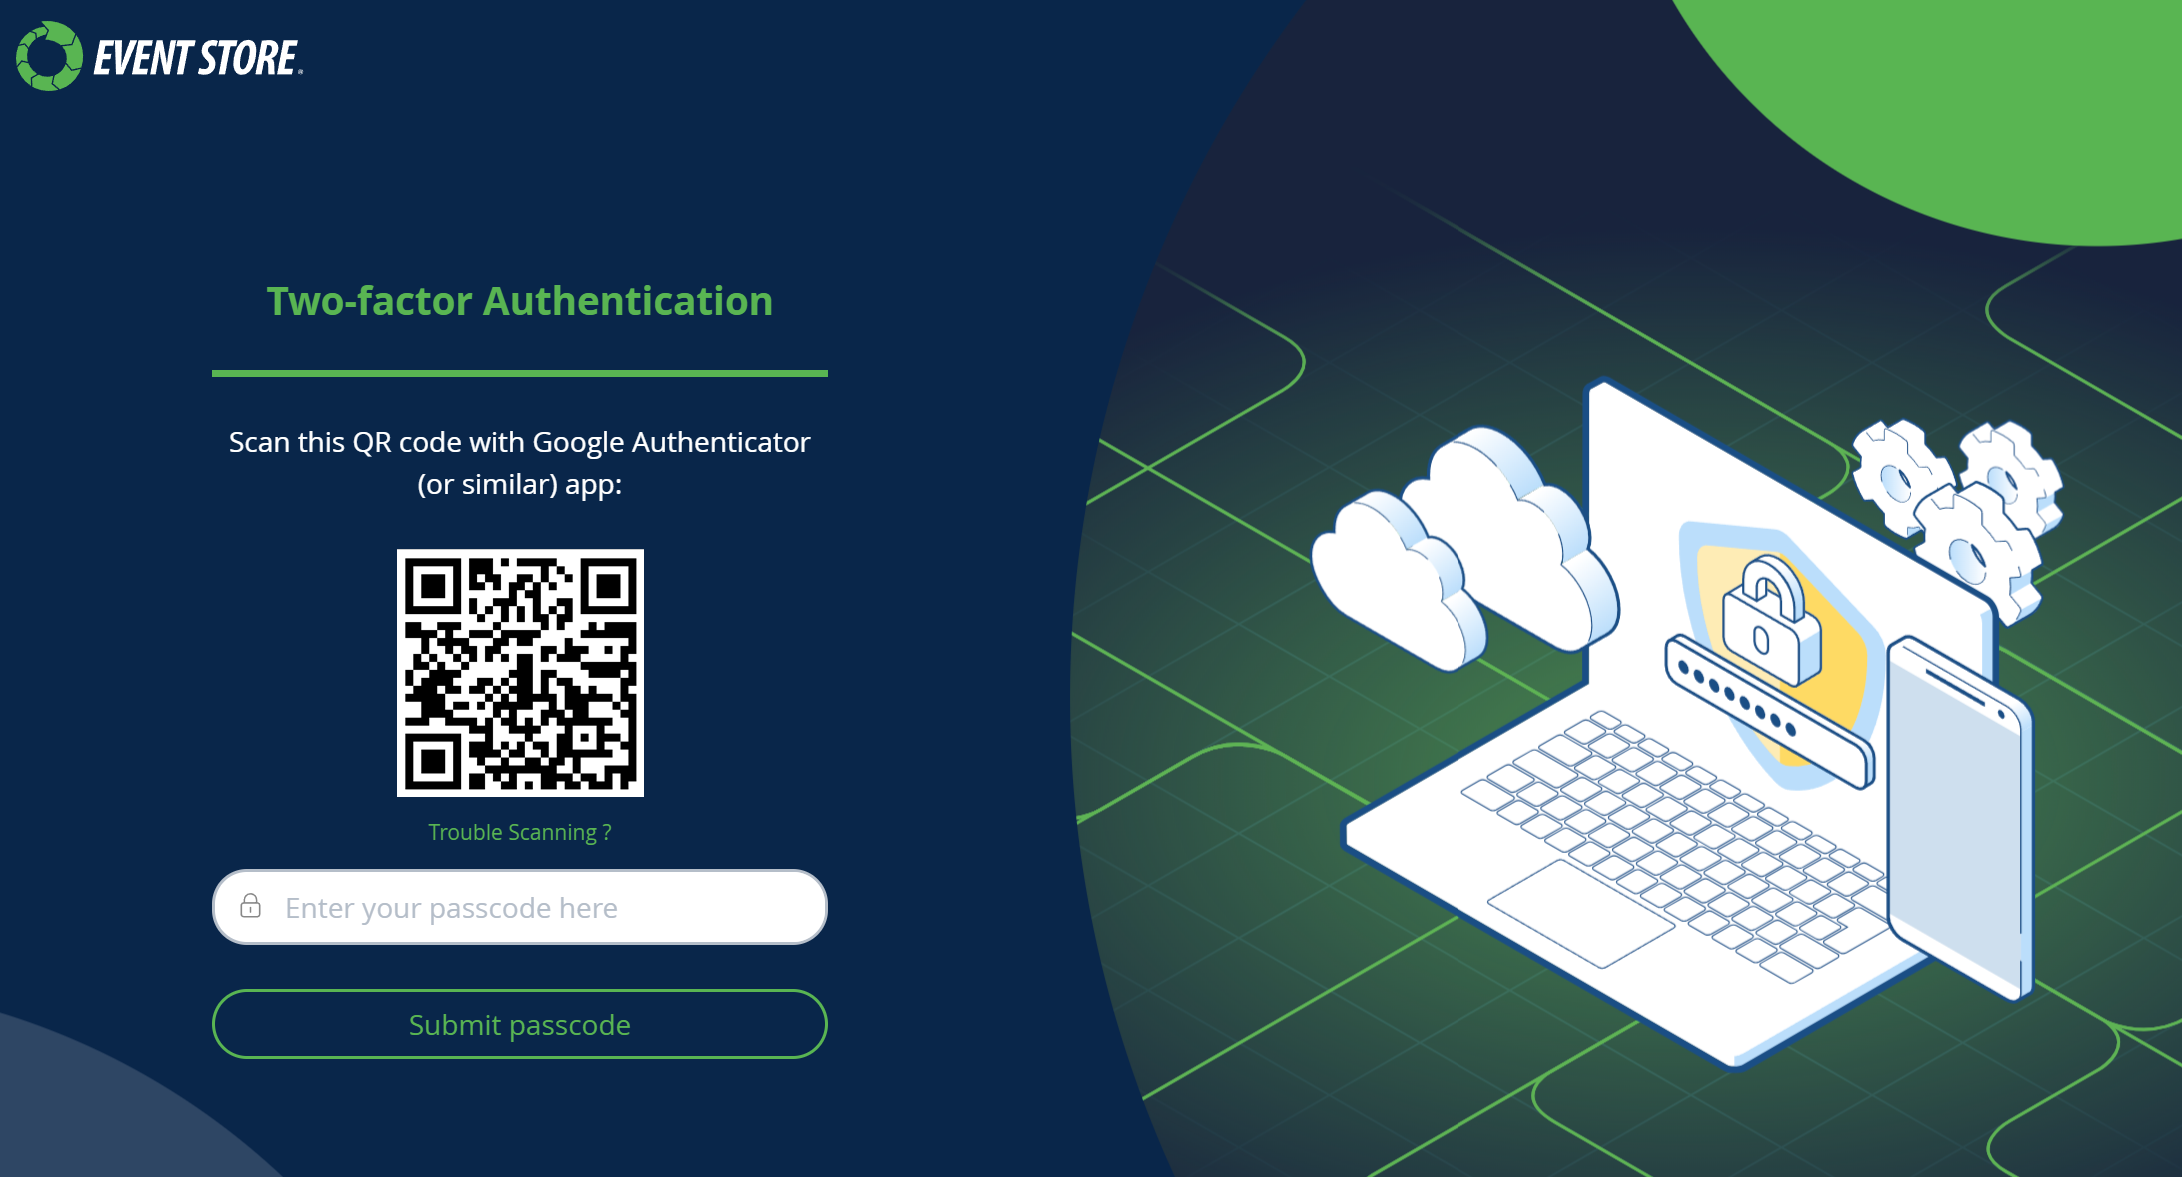 EVENT STORE®
Two-factor Authentication
Scan this QR code with Google Authenticator
(or similar) app:
Trouble Scanning ?
Enter your passcode here
Submit passcode